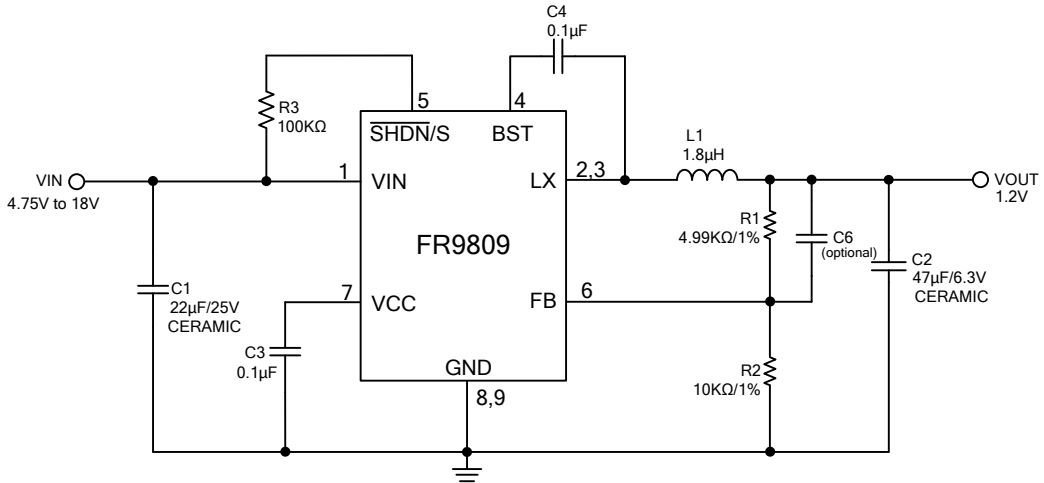 C4
0.1µF
R3
100KΩ
5
4
SHDN/S
BST
L1
1.8µH
VIN
4.75V to 18V
1
VIN
LX
2,3
VOUT
1.2V
R1
4.99KΩ/1%
C6
(optional)
FR9809
C2
47µF/6.3V
CERAMIC
C1
22µF/25V
CERAMIC
7
VCC
FB
6
C3
0.1µF
GND
8,9
R2
10KΩ/1%